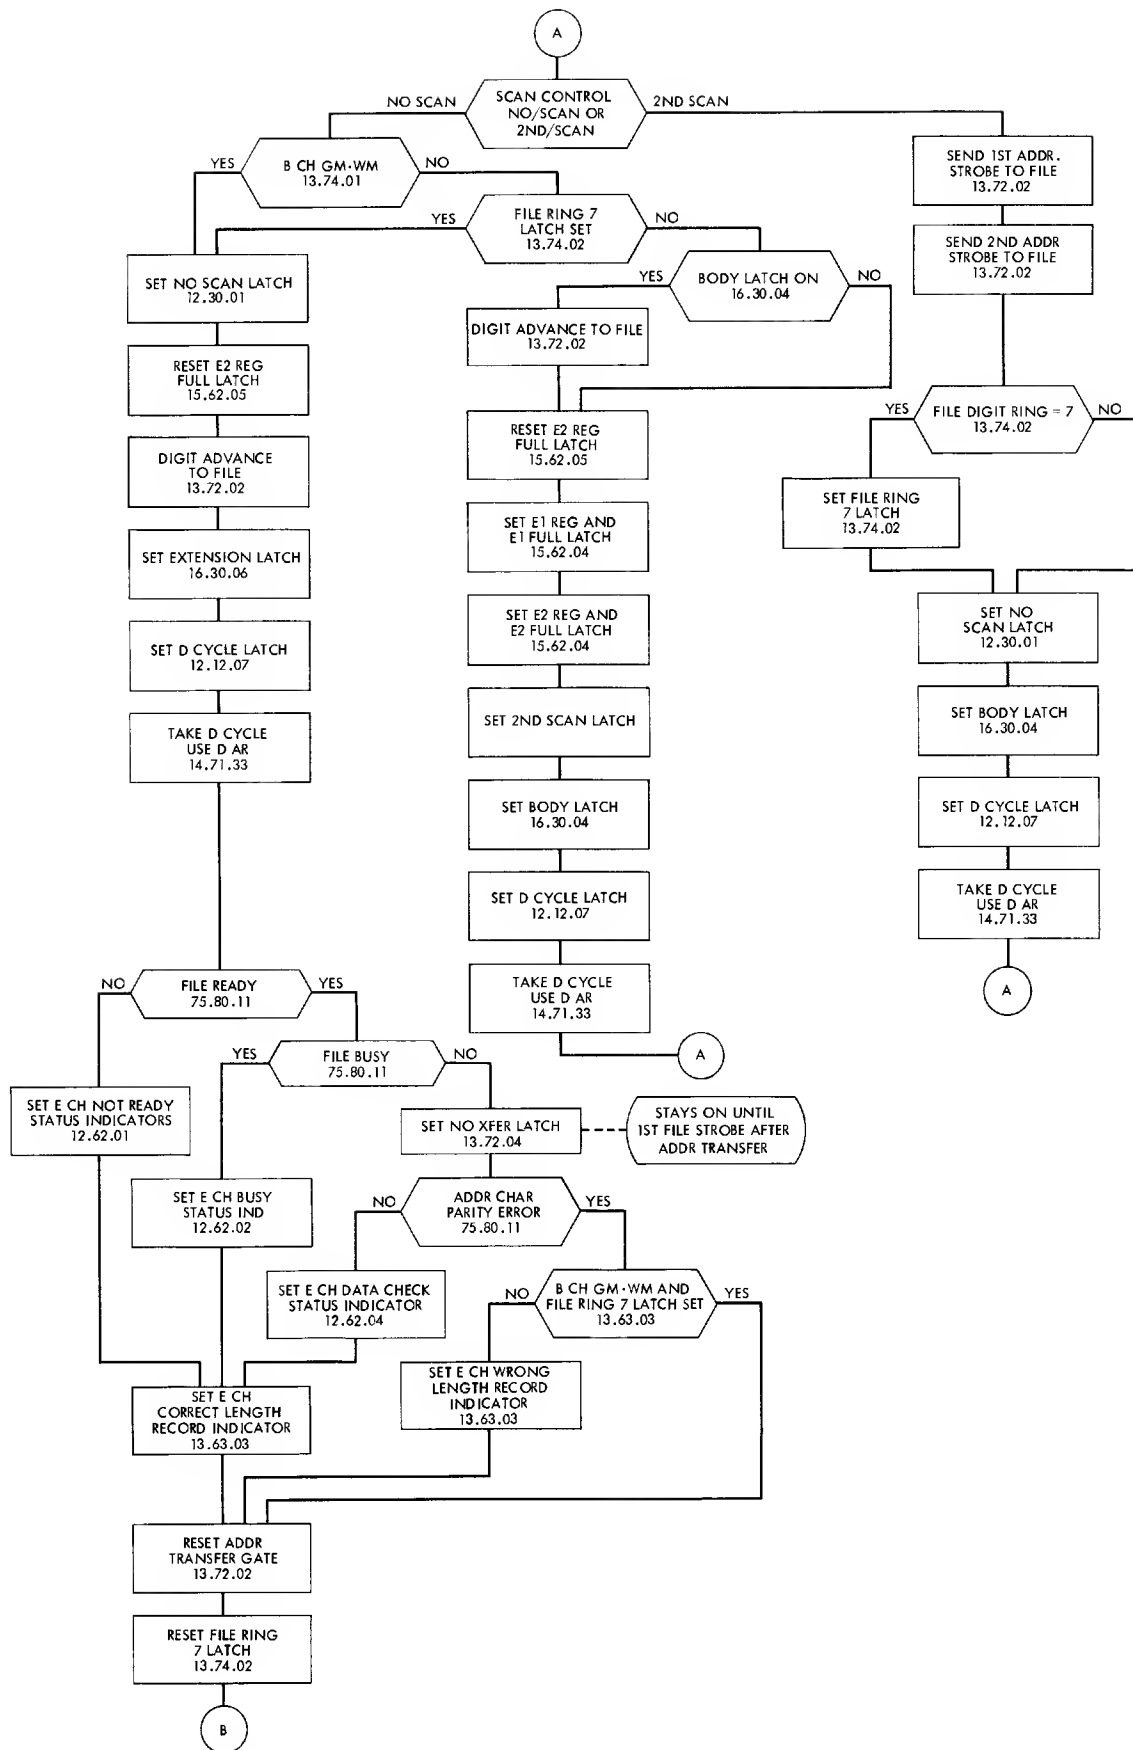 A
SCAN CONTROL
NO/SCAN OR
2ND/SCAN
NO SCAN
2ND SCAN
B CH GM·WM
13.74.01
YES
NO
SEND 1ST ADDR.
STROBE TO FILE
13.72.02
FILE RING 7
LATCH SET
13.74.02
YES
NO
SEND 2ND ADDR
STROBE TO FILE
13.72.02
SET NO SCAN LATCH
12.30.01
BODY LATCH ON
16.30.04
YES
NO
DIGIT ADVANCE TO FILE
13.72.02
RESET E2 REG
FULL LATCH
15.62.05
FILE DIGIT RING = 7
13.74.02
YES
NO
RESET E2 REG
FULL LATCH
15.62.05
DIGIT ADVANCE
TO FILE
13.72.02
SET FILE RING
7 LATCH
13.74.02
SET E1 REG AND
E1 FULL LATCH
15.62.04
SET EXTENSION LATCH
16.30.06
SET E2 REG AND
E2 FULL LATCH
15.62.04
SET NO
SCAN LATCH
12.30.01
SET D CYCLE LATCH
12.12.07
SET 2ND SCAN LATCH
SET BODY LATCH
16.30.04
TAKE D CYCLE
USE D AR
14.71.33
SET BODY LATCH
16.30.04
SET D CYCLE LATCH
12.12.07
SET D CYCLE LATCH
12.12.07
TAKE D CYCLE
USE D AR
14.71.33
TAKE D CYCLE
USE D AR
14.71.33
A
A
FILE READY
75.80.11
NO
YES
FILE BUSY
75.80.11
YES
NO
SET E CH NOT READY
STATUS INDICATORS
12.62.01
SET NO XFER LATCH
13.72.04
STAYS ON UNTIL
1ST FILE STROBE AFTER
ADDR TRANSFER
SET E CH BUSY
STATUS IND
12.62.02
ADDR CHAR
PARITY ERROR
75.80.11
NO
YES
SET E CH DATA CHECK
STATUS INDICATOR
12.62.04
B CH GM·WM AND
FILE RING 7 LATCH SET
13.63.03
NO
YES
SET E CH
CORRECT LENGTH
RECORD INDICATOR
13.63.03
SET E CH WRONG
LENGTH RECORD
INDICATOR
13.63.03
RESET ADDR
TRANSFER GATE
13.72.02
RESET FILE RING
7 LATCH
13.74.02
B